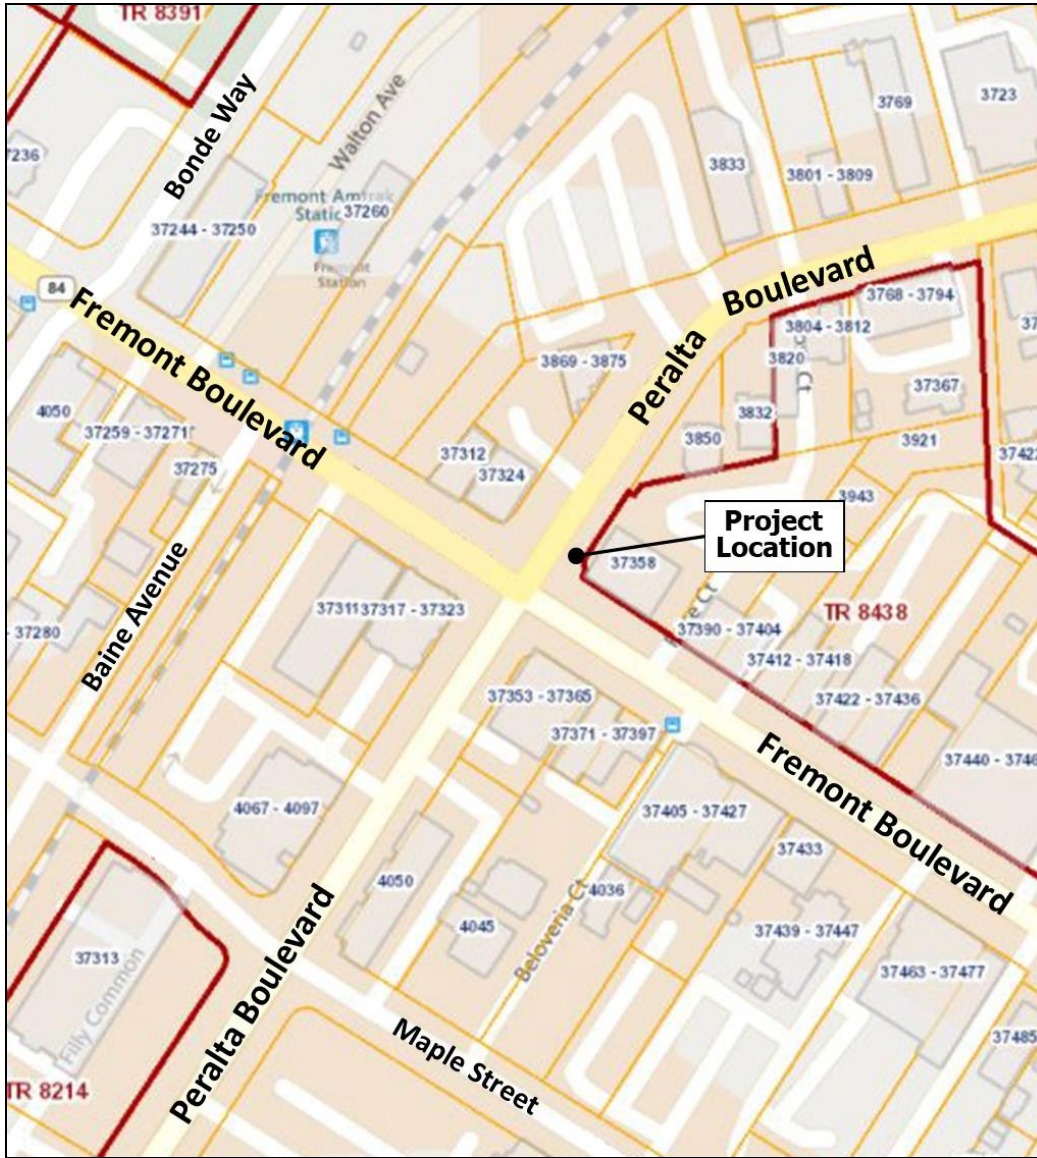 TR 8391
3769
3723
Bonde Way
Walton Ave
7236
3833
3801 - 3809
Fremont Amtrak
Station
37260
37244 - 37250
Fremont
Station
84
Fremont Boulevard
Peralta
Boulevard
3768 - 3794
3804 - 3812
3820
Ct
3869 - 3875
37367
3832
4050
37259 - 37271
3850
3921
37312
37275
37324
3943
Project
Location
37358
37311
37317 - 37323
TR 8438
- 37280
Baine Avenue
37390 - 37404
37412 - 37418
37353 - 37365
37422 - 37436
37371 - 37397
37440 -
Fremont Boulevard
4067 - 4097
37405 - 37427
37433
4050
4036
4045
Beloveria Ct
37439 - 37447
37313
37463 - 37477
Filly Common
Peralta Boulevard
Maple Street
37485
TR 8214